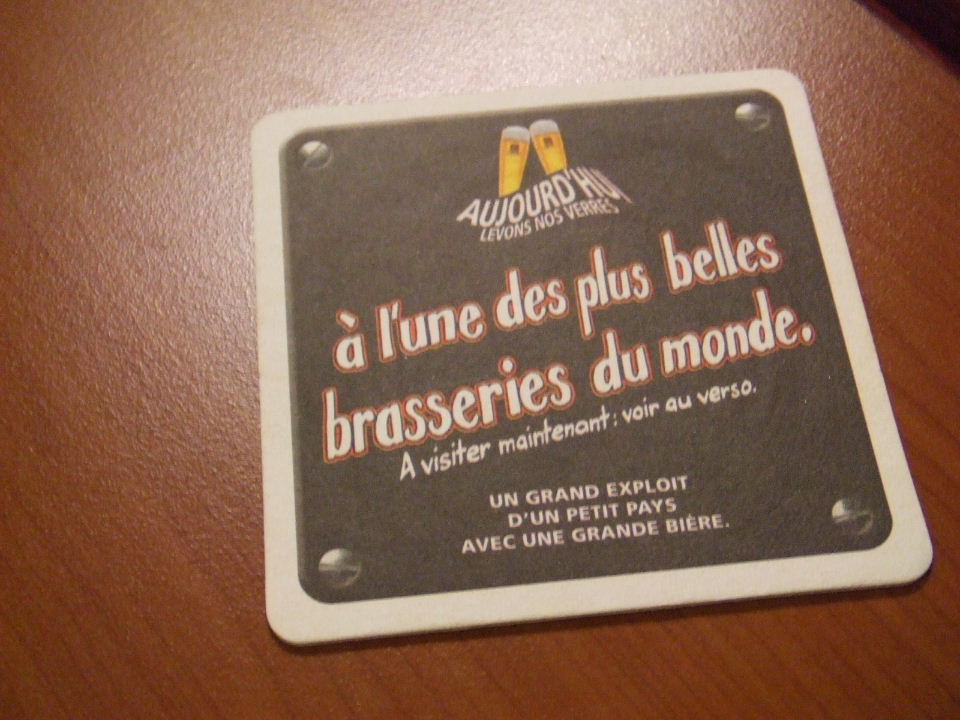 AUJOURD'HUI
LEVONS NOS VERRES
à l'une des plus belles
brasseries du monde.
A visiter maintenant: voir au verso.
UN GRAND EXPLOIT
D'UN PETIT PAYS
AVEC UNE GRANDE BIÈRE.